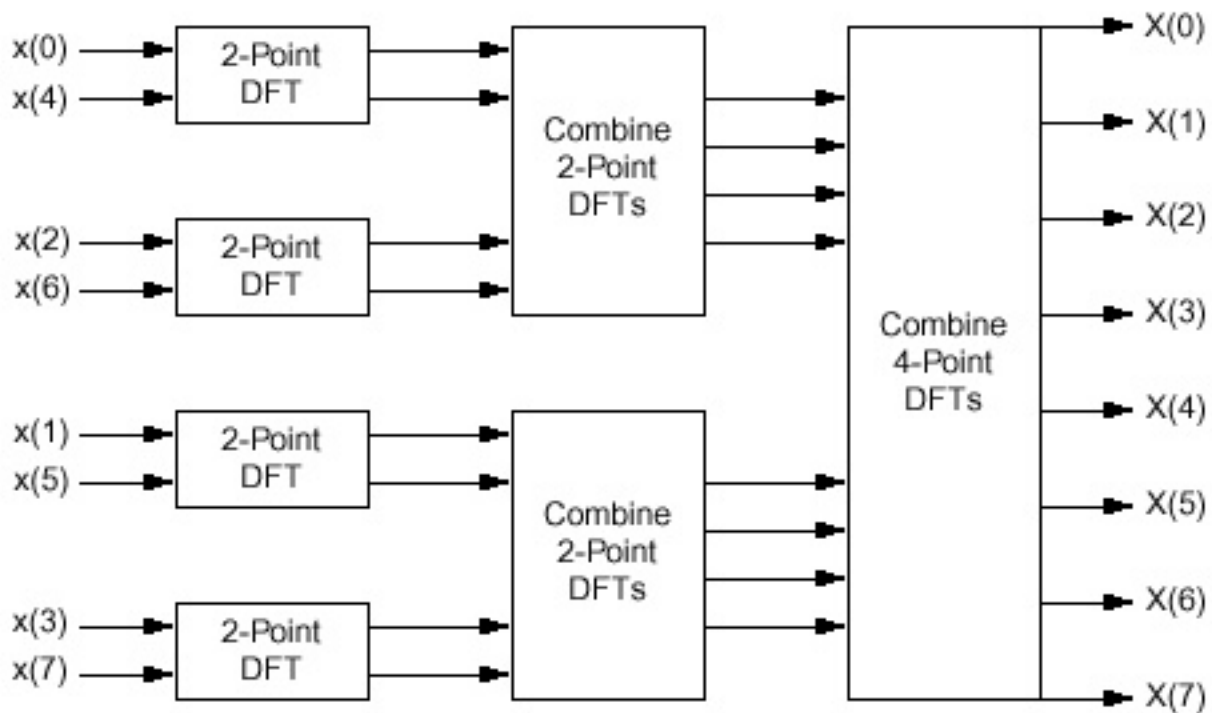 x(0)
x(4)
2-Point
DFT
x(2)
x(6)
2-Point
DFT
x(1)
x(5)
2-Point
DFT
x(3)
x(7)
2-Point
DFT
Combine
2-Point
DFTs
Combine
2-Point
DFTs
Combine
4-Point
DFTs
X(0)
X(1)
X(2)
X(3)
X(4)
X(5)
X(6)
X(7)